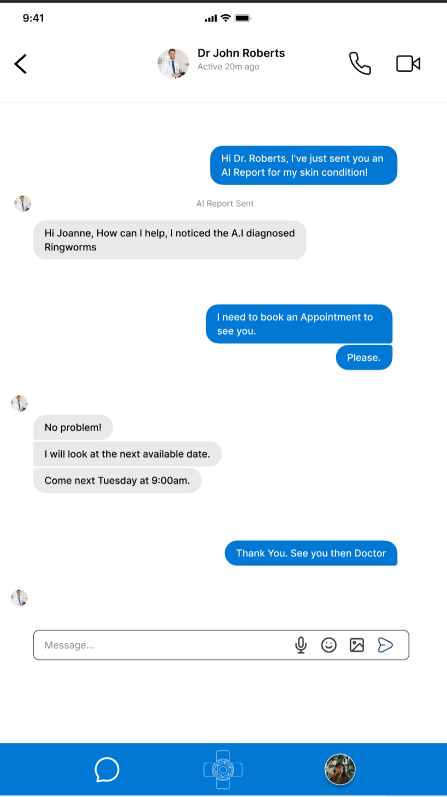 9:41
Dr John Roberts
Active 20m ago
Hi Dr. Roberts, I've just sent you an
AI Report for my skin condition!
AI Report Sent
Hi Joanne, How can I help, I noticed the A.I diagnosed
Ringworms
I need to book an Appointment to
see you.
Please.
No problem!
I will look at the next available date.
Come next Tuesday at 9:00am.
Thank You. See you then Doctor
Message...